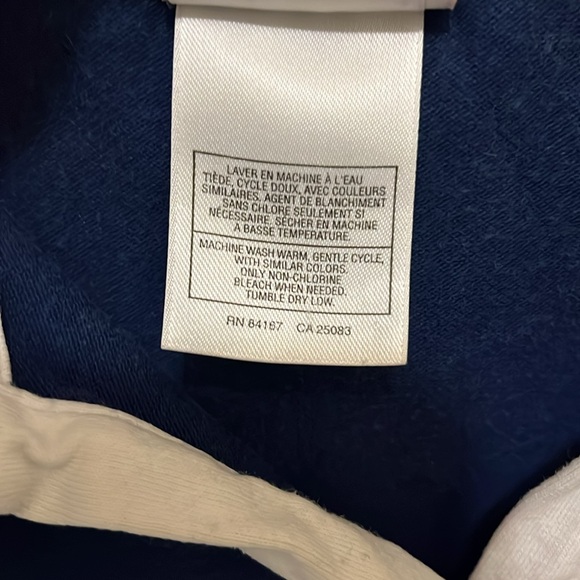 LAVER EN MACHINE À L'EAU
TIÈDE, CYCLE DOUX, AVEC COULEURS
SIMILAIRES. AGENT DE BLANCHIMENT
SANS CHLORE SEULEMENT SI
NÉCESSAIRE. SÉCHER EN MACHINE
A BASSE TEMPÉRATURE.
MACHINE WASH WARM, GENTLE CYCLE,
WITH SIMILAR COLORS.
ONLY NON-CHLORINE
BLEACH WHEN NEEDED.
TUMBLE DRY LOW.
RN 84167 CA 25083